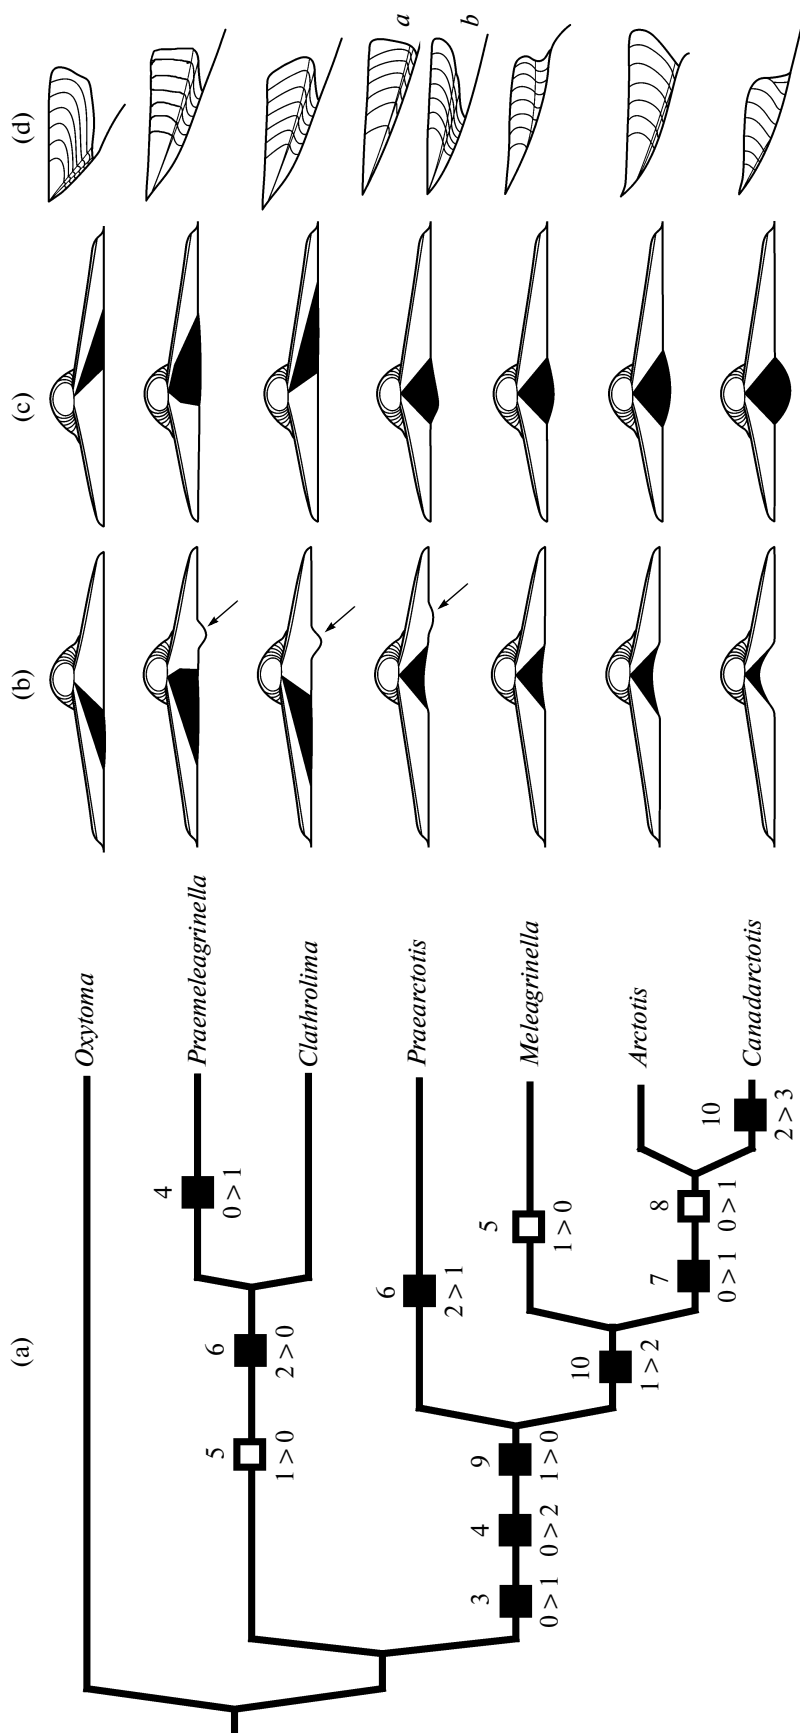 (a)
(b)
(c)
(d)
Oxytoma
Praemeleagrinella
Clathrolima
Praearctotis
Meleagrinella
Arctotis
Canadarctotis
a
b
4
0 > 1
5
1 > 0
6
2 > 0
6
2 > 1
3
0 > 1
4
0 > 2
9
1 > 0
10
1 > 2
5
1 > 0
7
0 > 1
8
0 > 1
10
2 > 3